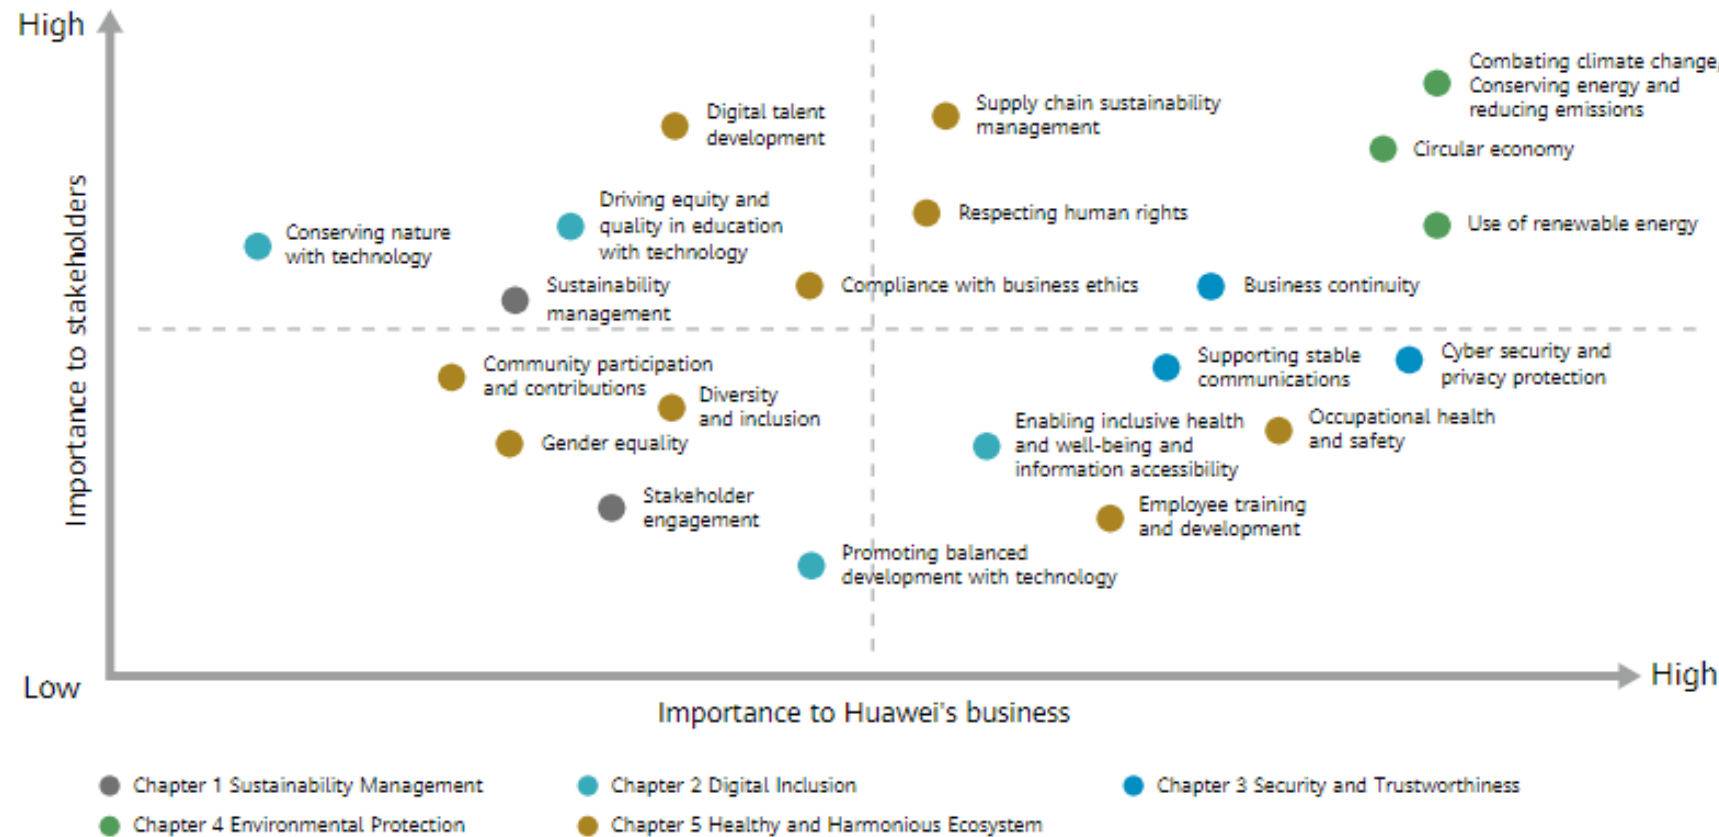 High
Combating climate change,
Conserving energy and
reducing emissions
Supply chain sustainability
management
Digital talent
development
Circular economy
Driving equity and
quality in education
with technology
Respecting human rights
Use of renewable energy
Conserving nature
with technology
Sustainability
management
Compliance with business ethics
Business continuity
Importance to stakeholders
Community participation
and contributions
Diversity
and inclusion
Gender equality
Supporting stable
communications
Cyber security and
privacy protection
Enabling inclusive health
and well-being and
information accessibility
Occupational health
and safety
Stakeholder
engagement
Employee training
and development
Promoting balanced
development with technology
Low
High
Importance to Huawei's business
Chapter 1 Sustainability Management
Chapter 2 Digital Inclusion
Chapter 3 Security and Trustworthiness
Chapter 4 Environmental Protection
Chapter 5 Healthy and Harmonious Ecosystem